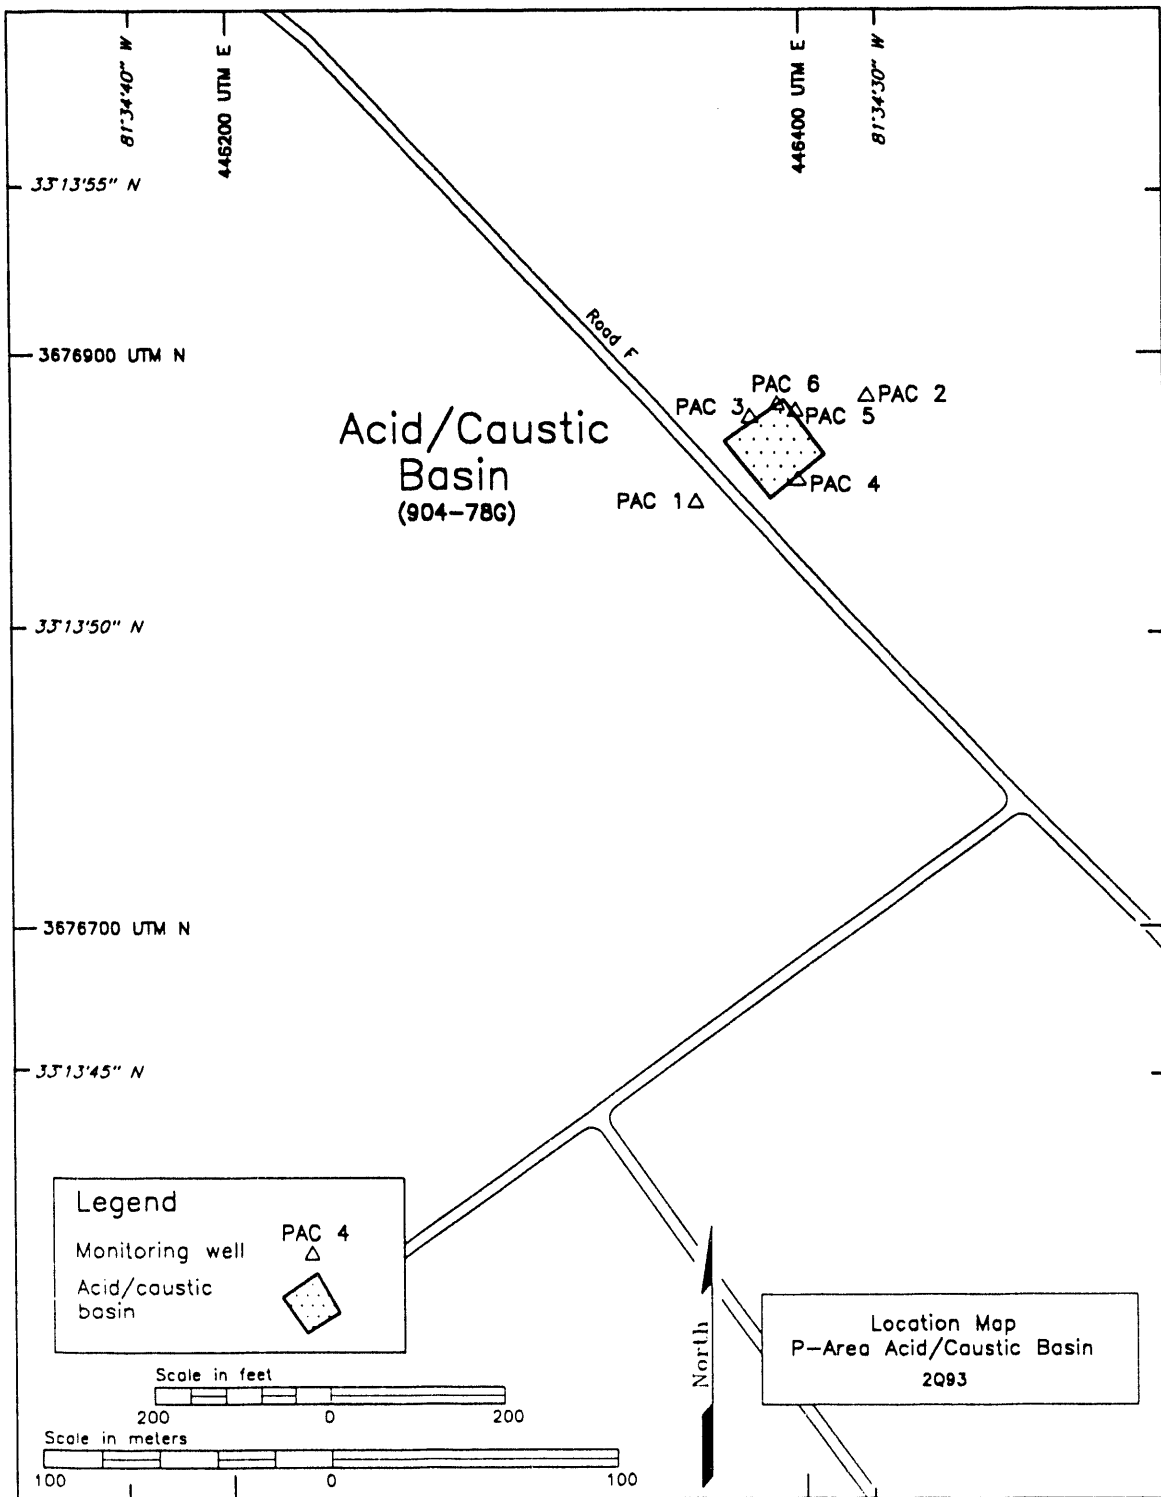 81°34'40" W
446200 UTM E
446400 UTM E
81°34'30" W
33°13'55" N
Road F
3676900 UTM N
PAC 6
PAC 2
PAC 3
PAC 5
Acid/Caustic
Basin
(904-78G)
PAC 4
PAC 1
33°13'50" N
3676700 UTM N
33°13'45" N
Legend
PAC 4
Monitoring well
Acid/caustic
basin
North
Location Map
P-Area Acid/Caustic Basin
2Q93
Scale in feet
200 0 200
Scale in meters
100 0 100